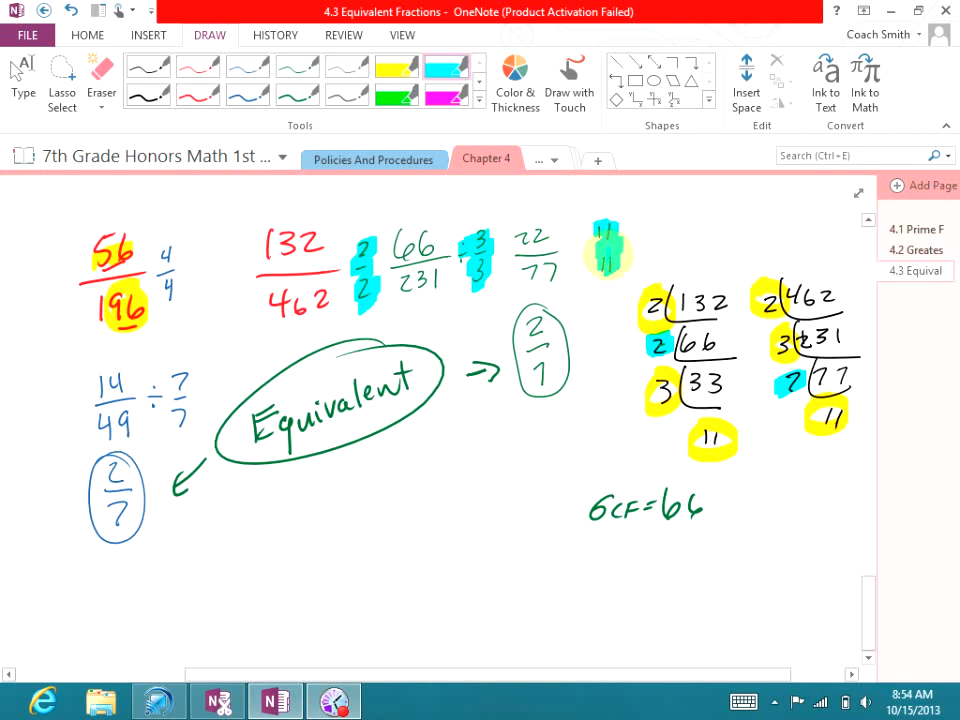 4.3 Equivalent Fractions - OneNote (Product Activation Failed)
FILE HOME INSERT DRAW HISTORY REVIEW VIEW
Coach Smith
Type
Lasso Select
Eraser
Color & Thickness
Draw with Touch
Insert Space
Ink to Text
Ink to Math
Tools
Shapes
Edit
Convert
7th Grade Honors Math 1st ...
Policies And Procedures
Chapter 4
...
Search (Ctrl+E)
Add Page
4.1 Prime F
4.2 Greates
4.3 Equival
56/196 4/4
132/462 2/2 66/231 ÷ 3/3 22/77 11/11
14/49 ÷ 7/7
2/7
Equivalent
⇒ 2/7
2 132
2 66
3 33
11
2 462
3 231
7 77
11
GCF = 66
8:54 AM
10/15/2013